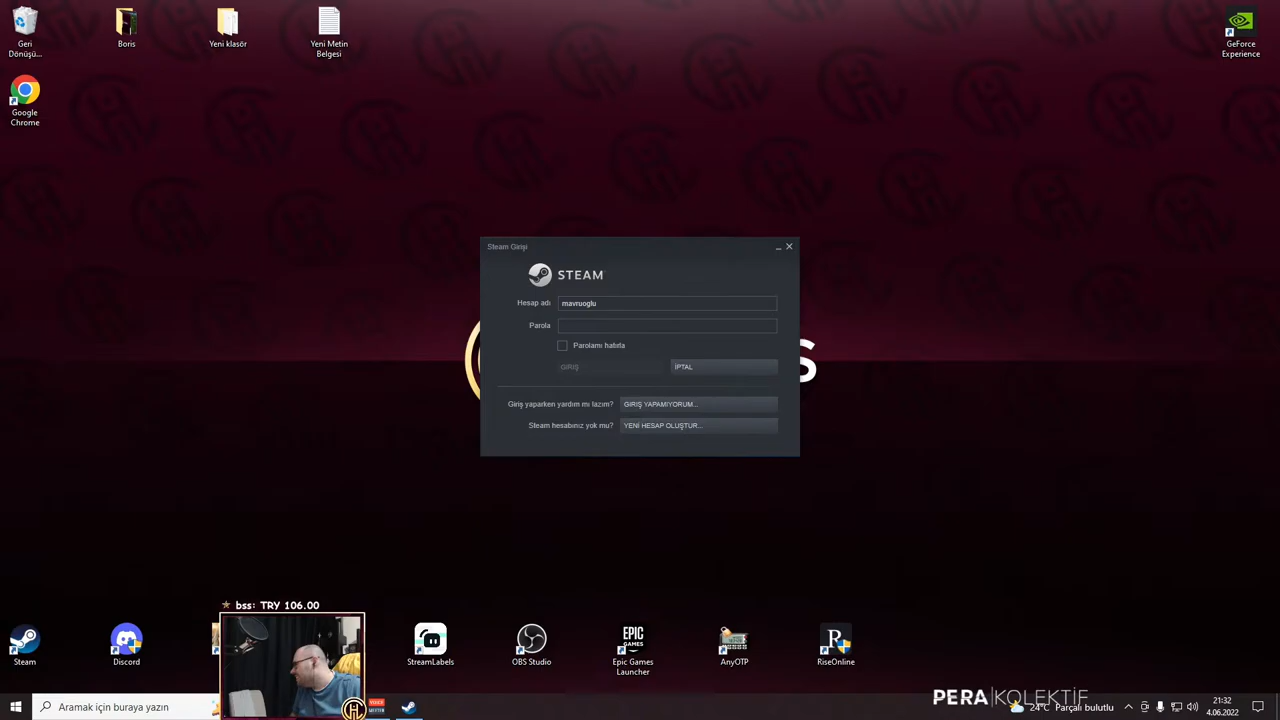 Geri
Dönüşü...
Boris
Yeni klasör
Yeni Metin
Belgesi
GeForce
Experience
Google
Chrome
Steam Girişi
STEAM
Hesap adı
mavruoglu
Parola
Parolamı hatırla
GİRİŞ
İPTAL
Giriş yaparken yardım mı lazım?
GİRİŞ YAPAMIYORUM...
Steam hesabınız yok mu?
YENİ HESAP OLUŞTUR...
bss: TRY 106.00
Steam
Discord
StreamLabels
OBS Studio
EPIC
GAMES
Epic Games
Launcher
AnyOTP
R
RiseOnline
PERA|KOLEKTİF
Aramak için buraya yazın
24°C Parçalı bulutlu
21:32
4.06.2022